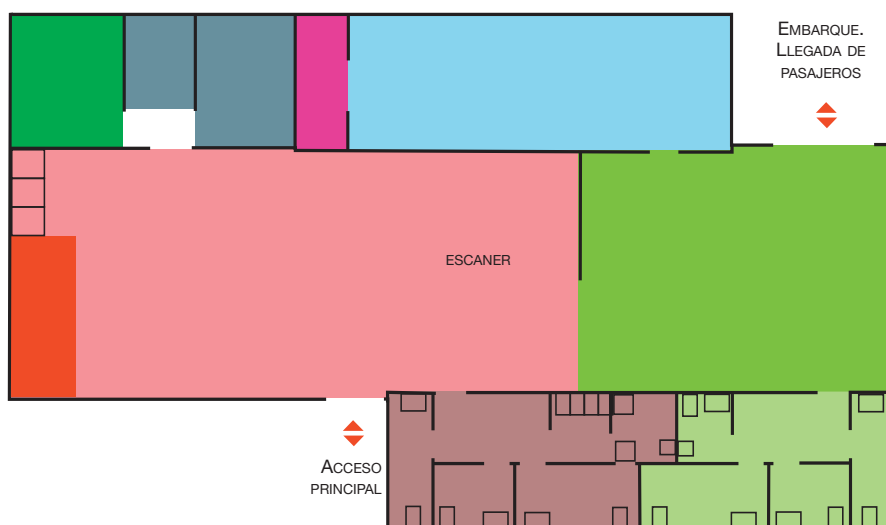 EMBARQUE.
LLEGADA DE
PASAJEROS
ESCANER
ACCESO
PRINCIPAL